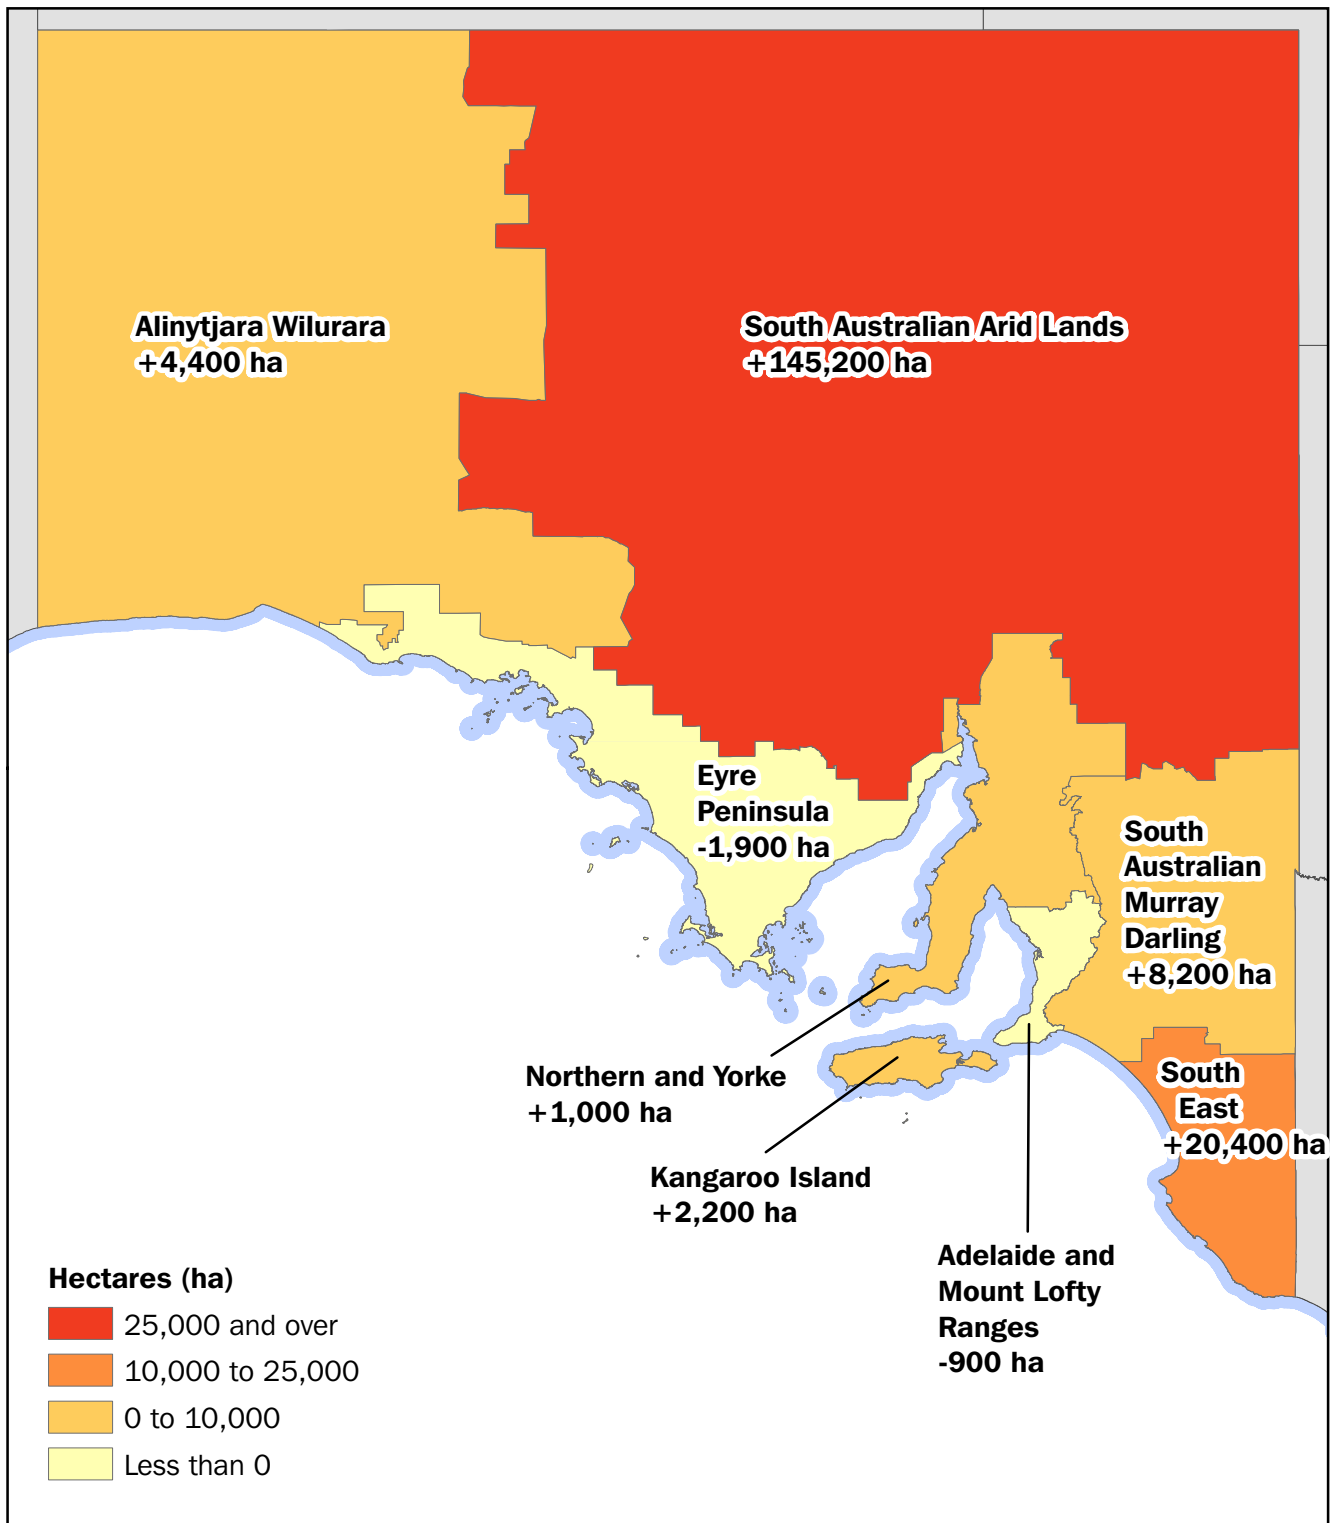 Alinytjara Wilurara
+4,400 ha
South Australian Arid Lands
+145,200 ha
Eyre
Peninsula
-1,900 ha
South
Australian
Murray
Darling
+8,200 ha
Northern and Yorke
+1,000 ha
South
East
+20,400 ha
Kangaroo Island
+2,200 ha
Adelaide and
Mount Lofty
Ranges
-900 ha
Hectares (ha)
25,000 and over
10,000 to 25,000
0 to 10,000
Less than 0